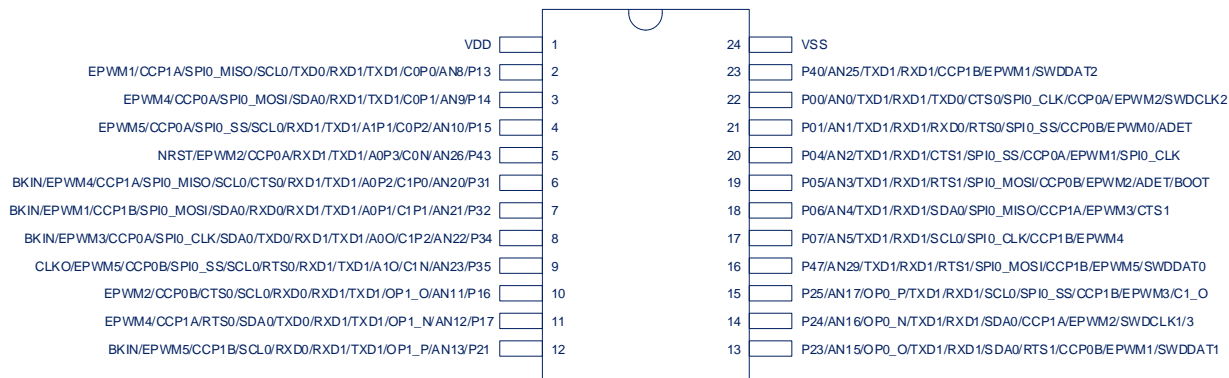 VDD 1 24 VSS
EPWM1/CCP1A/SPI0_MISO/SCL0/TXD0/RXD1/TXD1/C0P0/AN8/P13 2 23 P40/AN25/TXD1/RXD1/CCP1B/EPWM1/SWDDAT2
EPWM4/CCP0A/SPI0_MOSI/SDA0/RXD1/TXD1/C0P1/AN9/P14 3 22 P00/AN0/TXD1/RXD1/TXD0/CTS0/SPI0_CLK/CCP0A/EPWM2/SWDCLK2
EPWM5/CCP0A/SPI0_SS/SCL0/RXD1/TXD1/A1P1/C0P2/AN10/P15 4 21 P01/AN1/TXD1/RXD1/RXD0/RTS0/SPI0_SS/CCP0B/EPWM0/ADET
NRST/EPWM2/CCP0A/RXD1/TXD1/A0P3/C0N/AN26/P43 5 20 P04/AN2/TXD1/RXD1/CTS1/SPI0_SS/CCP0A/EPWM1/SPI0_CLK
BKIN/EPWM4/CCP1A/SPI0_MISO/SCL0/CTS0/RXD1/TXD1/A0P2/C1P0/AN20/P31 6 19 P05/AN3/TXD1/RXD1/RTS1/SPI0_MOSI/CCP0B/EPWM2/ADET/BOOT
BKIN/EPWM1/CCP1B/SPI0_MOSI/SDA0/RXD0/RXD1/TXD1/A0P1/C1P1/AN21/P32 7 18 P06/AN4/TXD1/RXD1/SDA0/SPI0_MISO/CCP1A/EPWM3/CTS1
BKIN/EPWM3/CCP0A/SPI0_CLK/SDA0/TXD0/RXD1/TXD1/A0O/C1P2/AN22/P34 8 17 P07/AN5/TXD1/RXD1/SCL0/SPI0_CLK/CCP1B/EPWM4
CLKO/EPWM5/CCP0B/SPI0_SS/SCL0/RTS0/RXD1/TXD1/A1O/C1N/AN23/P35 9 16 P47/AN29/TXD1/RXD1/RTS1/SPI0_MOSI/CCP1B/EPWM5/SWDDAT0
EPWM2/CCP0B/CTS0/SCL0/RXD0/RXD1/TXD1/OP1_O/AN11/P16 10 15 P25/AN17/OP0_P/TXD1/RXD1/SCL0/SPI0_SS/CCP1B/EPWM3/C1_O
EPWM4/CCP1A/RTS0/SDA0/TXD0/RXD1/TXD1/OP1_N/AN12/P17 11 14 P24/AN16/OP0_N/TXD1/RXD1/SDA0/CCP1A/EPWM2/SWDCLK1/3
BKIN/EPWM5/CCP1B/SCL0/RXD0/RXD1/TXD1/OP1_P/AN13/P21 12 13 P23/AN15/OP0_O/TXD1/RXD1/SDA0/RTS1/CCP0B/EPWM1/SWDDAT1